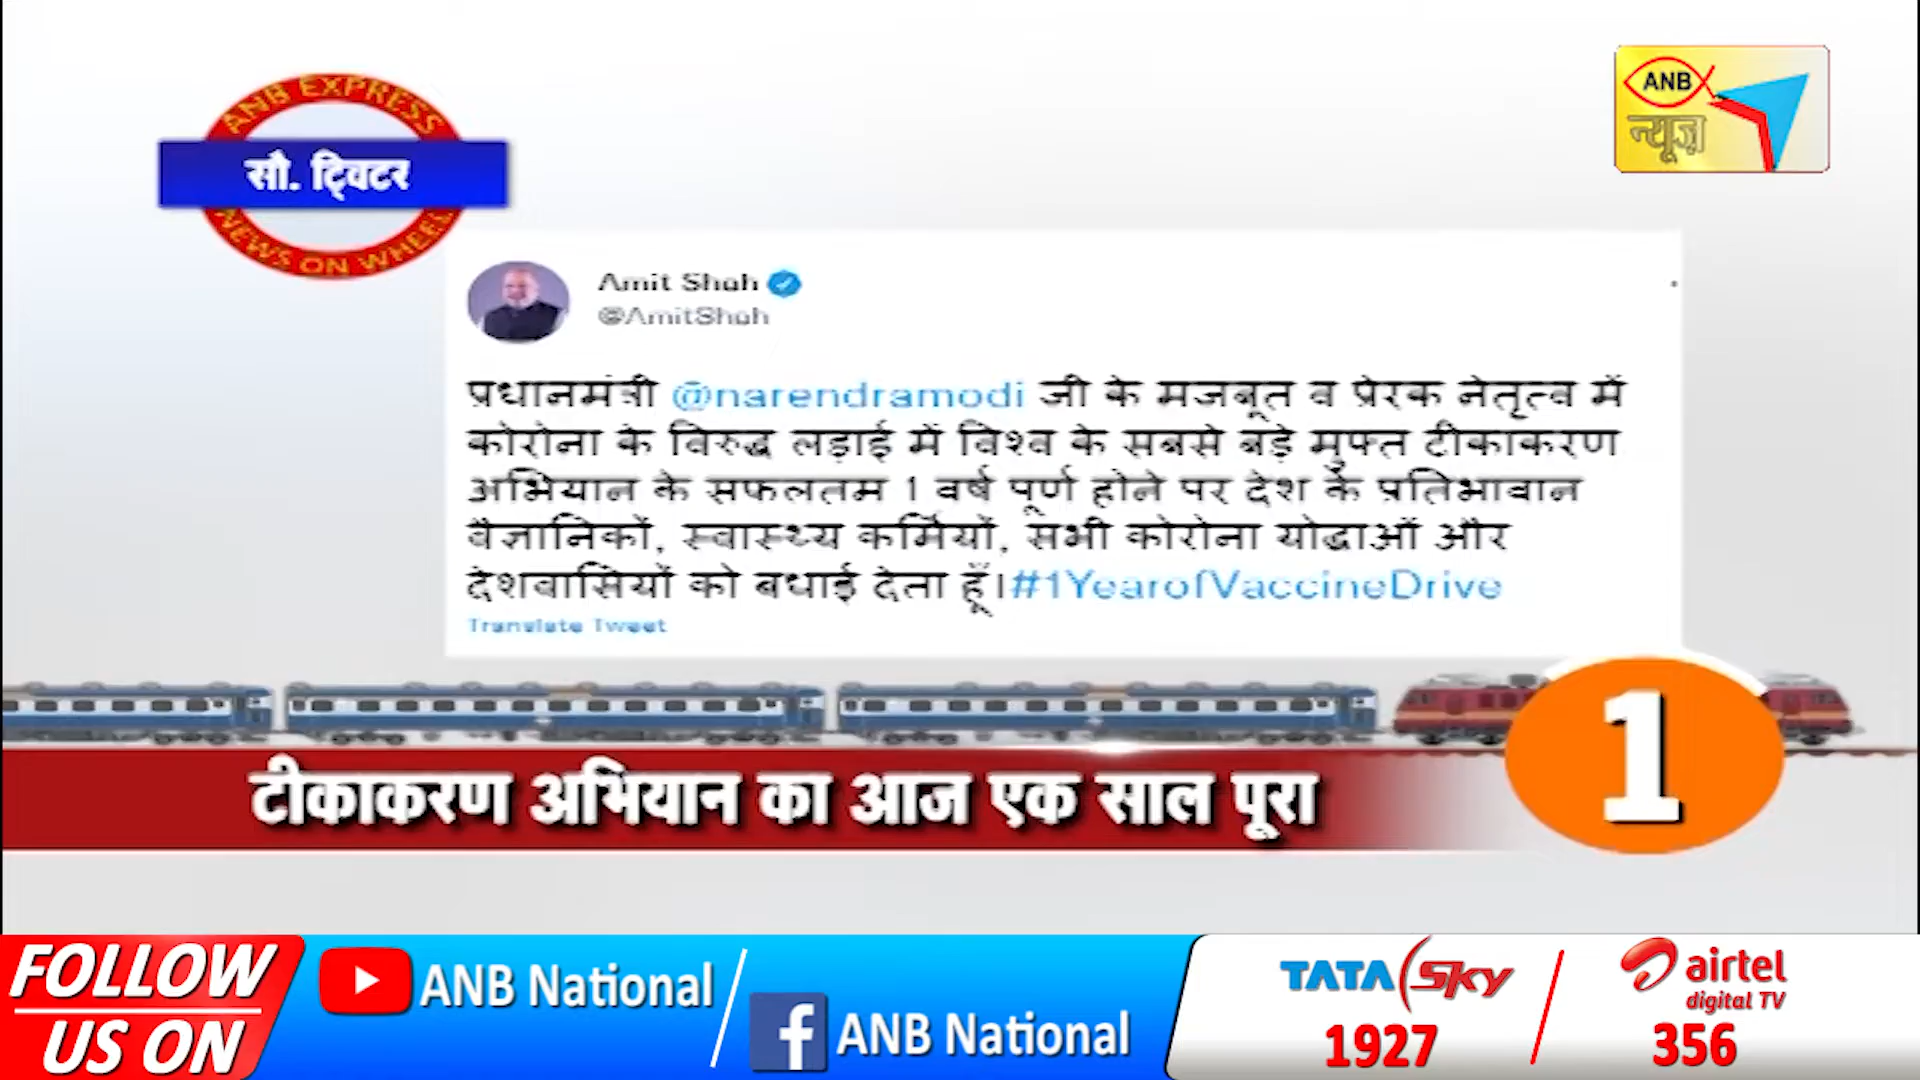 ANB EXPRESS
सौ. ट्विटर
NEWS ON WHEEL
ANB
न्यूज़
Amit Shah
@AmitShah
प्रधानमंत्री @narendramodi जी के मजबूत व प्रेरक नेतृत्व में
कोरोना के विरुद्ध लड़ाई में विश्व के सबसे बड़े मुफ्त टीकाकरण
अभियान के सफलतम 1 वर्ष पूर्ण होने पर देश के प्रतिभावान
वैज्ञानिकों, स्वास्थ्य कर्मियों, सभी कोरोना योद्धाओं और
देशवासियों को बधाई देता हूँ।#1YearofVaccineDrive
Translate Tweet
1
टीकाकरण अभियान का आज एक साल पूरा
FOLLOW
US ON
ANB National
ANB National
TATA Sky
1927
airtel
digital TV
356